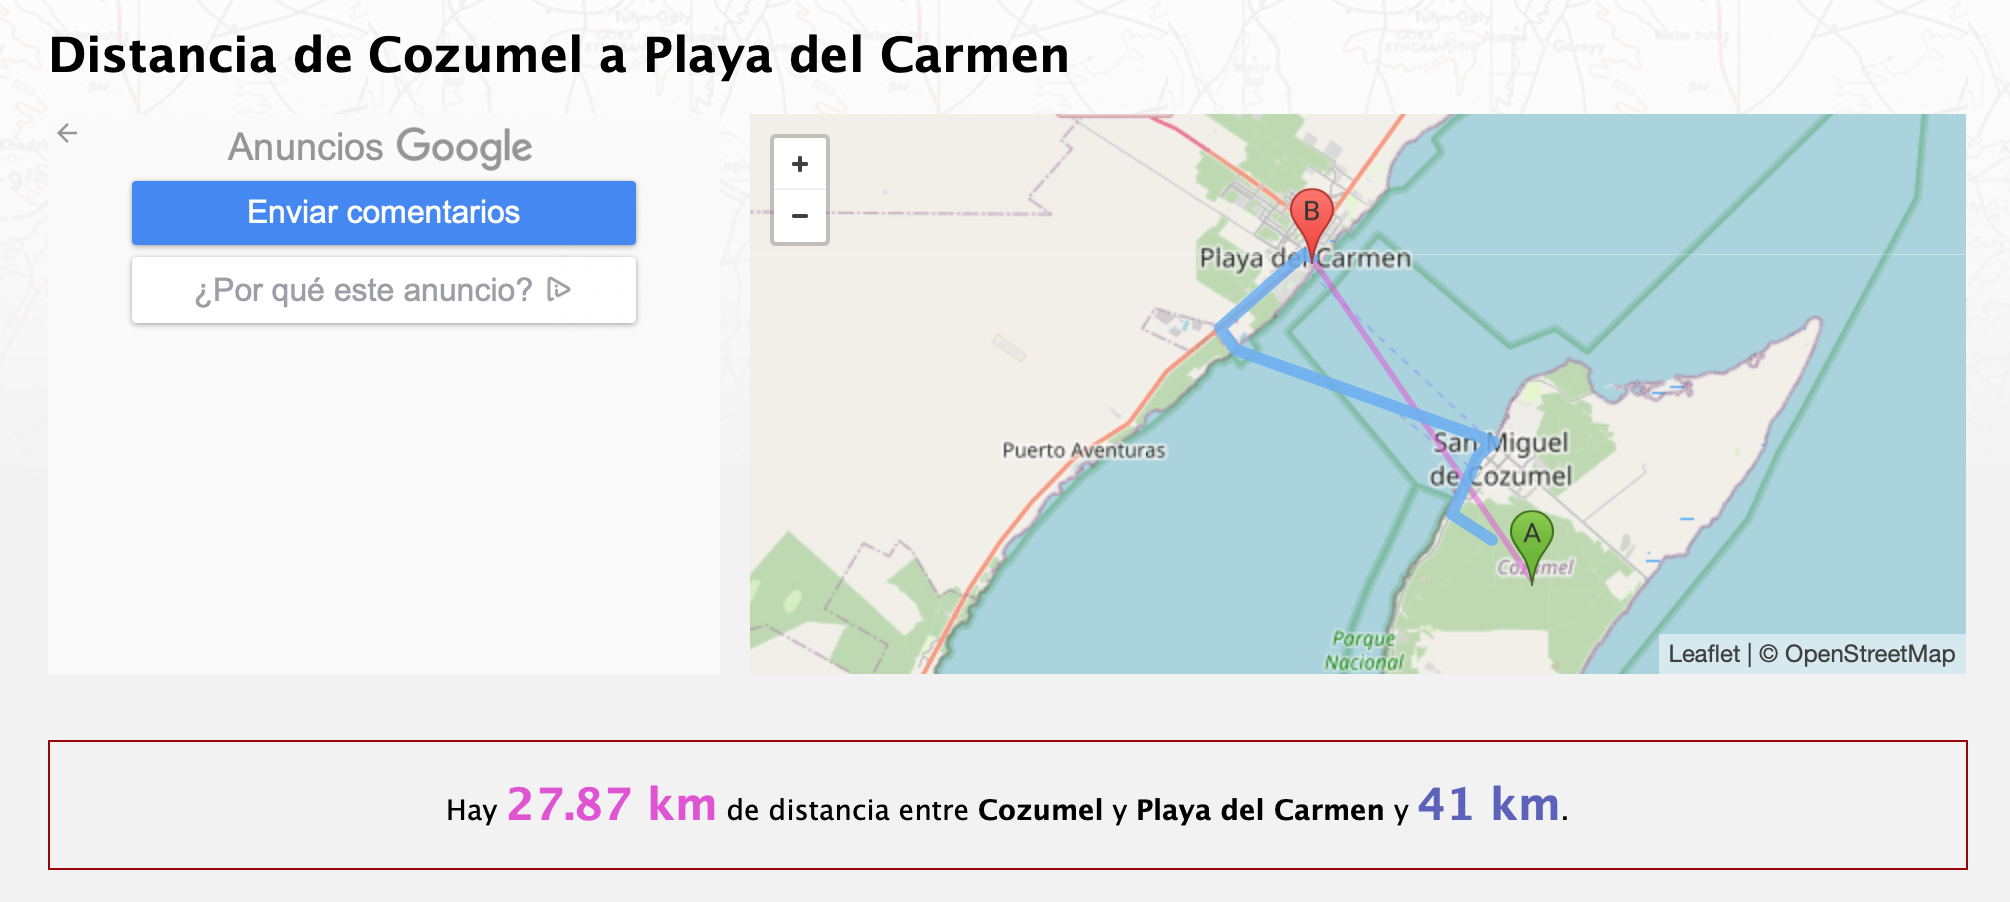 Distancia de Cozumel a Playa del Carmen
Anuncios Google
Enviar comentarios
¿Por qué este anuncio?
+
−
B
Playa del Carmen
Puerto Aventuras
San Miguel
de Cozumel
A
Cozumel
Parque
Nacional
Leaflet | © OpenStreetMap
Hay 27.87 km de distancia entre Cozumel y Playa del Carmen y 41 km.